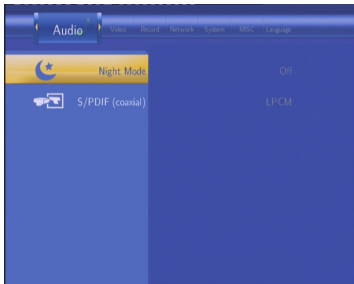 Audio Video Record Network System MISC Language
Night Mode Off
S/PDIF (coaxial) LPCM